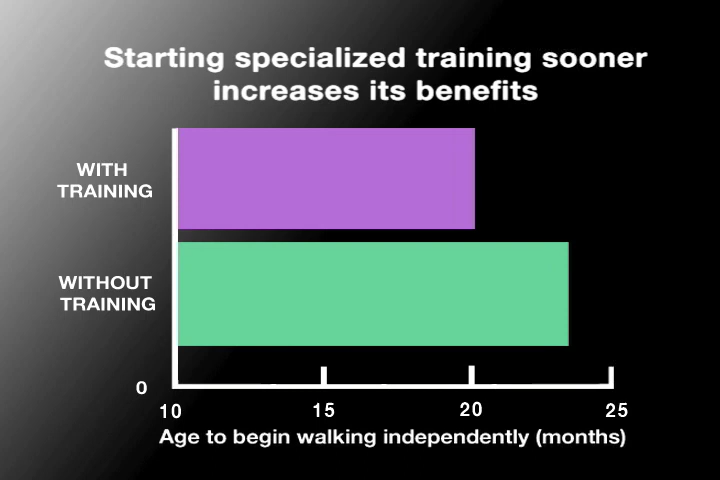 Starting specialized training sooner
increases its benefits
WITH
TRAINING
WITHOUT
TRAINING
0
10 15 20 25
Age to begin walking independently (months)